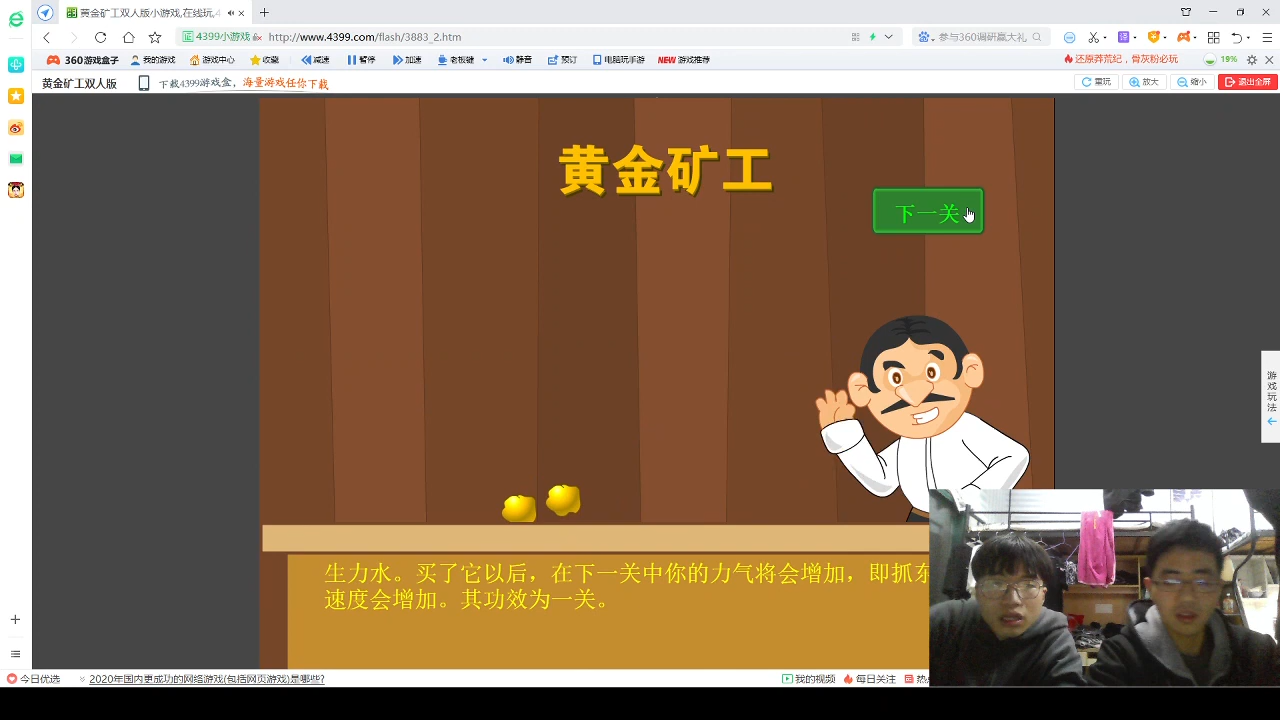 黄金矿工双人版小游戏,在线玩,4
4399小游戏
http://www.4399.com/flash/3883_2.htm
参与360调研赢大礼
360游戏盒子
我的游戏
游戏中心
收藏
减速
暂停
加速
老板键
静音
预订
电脑玩手游
NEW 游戏推荐
还原莽荒纪，骨灰粉必玩
19%
黄金矿工双人版
下载4399游戏盒，海量游戏任你下载
重玩
放大
缩小
退出全屏
黄金矿工
下一关
游戏玩法
生力水。买了它以后，在下一关中你的力气将会增加，即抓东
速度会增加。其功效为一关。
今日优选
2020年国内更成功的网络游戏(包括网页游戏)是哪些?
我的视频
每日关注
热